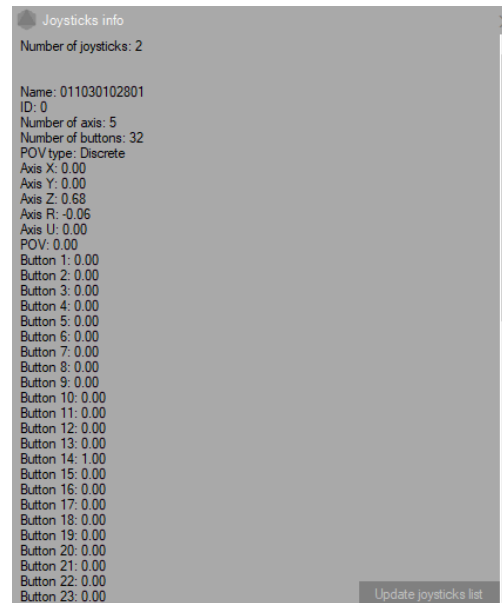 Joysticks info
Number of joysticks: 2
Name: 011030102801
ID: 0
Number of axis: 5
Number of buttons: 32
POV type: Discrete
Axis X: 0.00
Axis Y: 0.00
Axis Z: 0.68
Axis R: -0.06
Axis U: 0.00
POV: 0.00
Button 1: 0.00
Button 2: 0.00
Button 3: 0.00
Button 4: 0.00
Button 5: 0.00
Button 6: 0.00
Button 7: 0.00
Button 8: 0.00
Button 9: 0.00
Button 10: 0.00
Button 11: 0.00
Button 12: 0.00
Button 13: 0.00
Button 14: 1.00
Button 15: 0.00
Button 16: 0.00
Button 17: 0.00
Button 18: 0.00
Button 19: 0.00
Button 20: 0.00
Button 21: 0.00
Button 22: 0.00
Button 23: 0.00
Update joysticks list